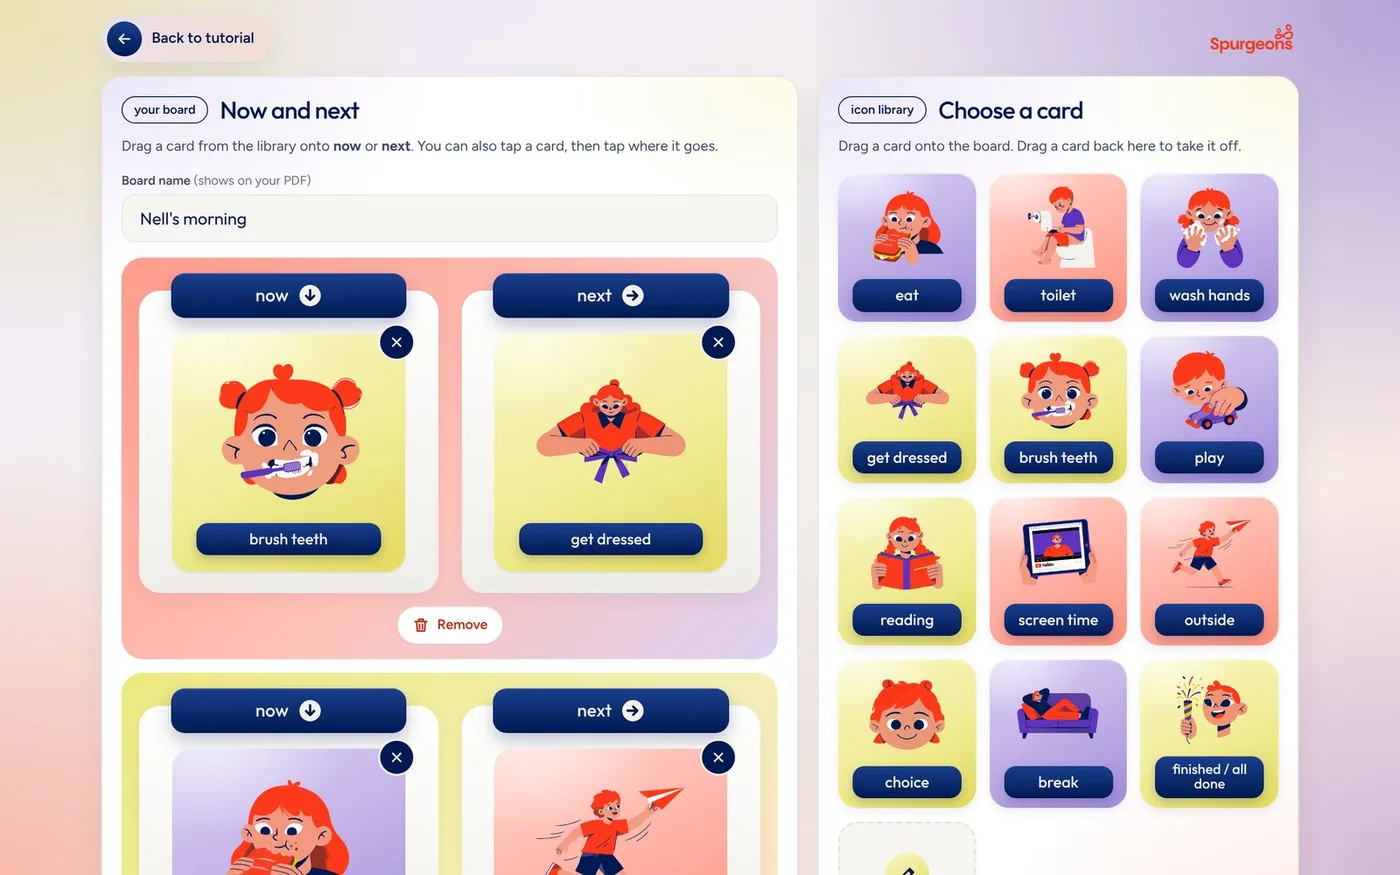 Back to tutorial
Spurgeons
your board
Now and next
Drag a card from the library onto now or next. You can also tap a card, then tap where it goes.
Board name (shows on your PDF)
Nell's morning
now
next
brush teeth
get dressed
Remove
now
next
icon library
Choose a card
Drag a card onto the board. Drag a card back here to take it off.
eat
toilet
wash hands
get dressed
brush teeth
play
reading
screen time
outside
choice
break
finished / all
done